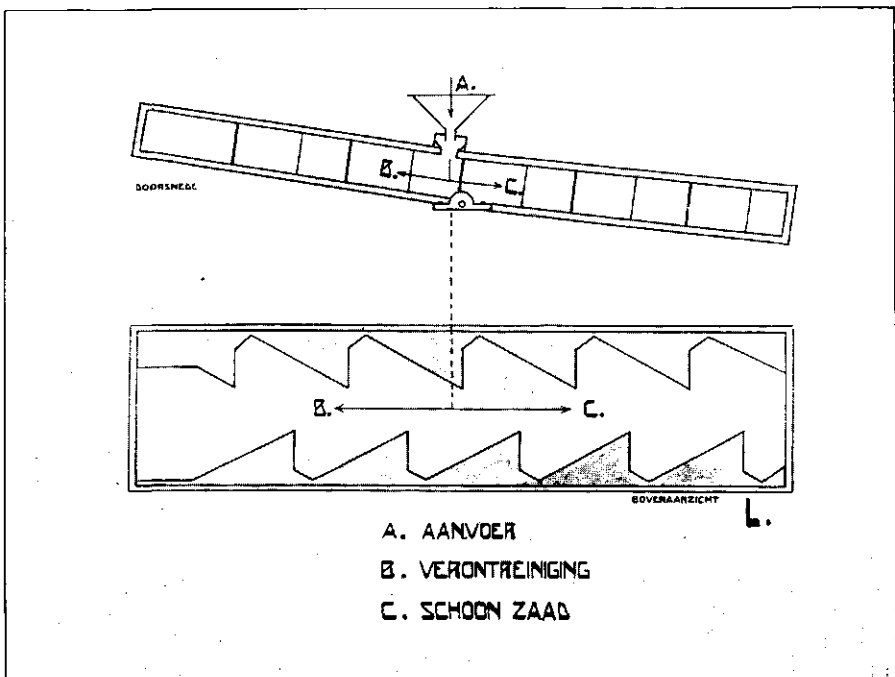 A.
B.
C.
DOORSNEDE
B.
C.
BOVENAANZICHT
L.
A. AANVOER
B. VERONTREINIGING
C. SCHOON ZAAD